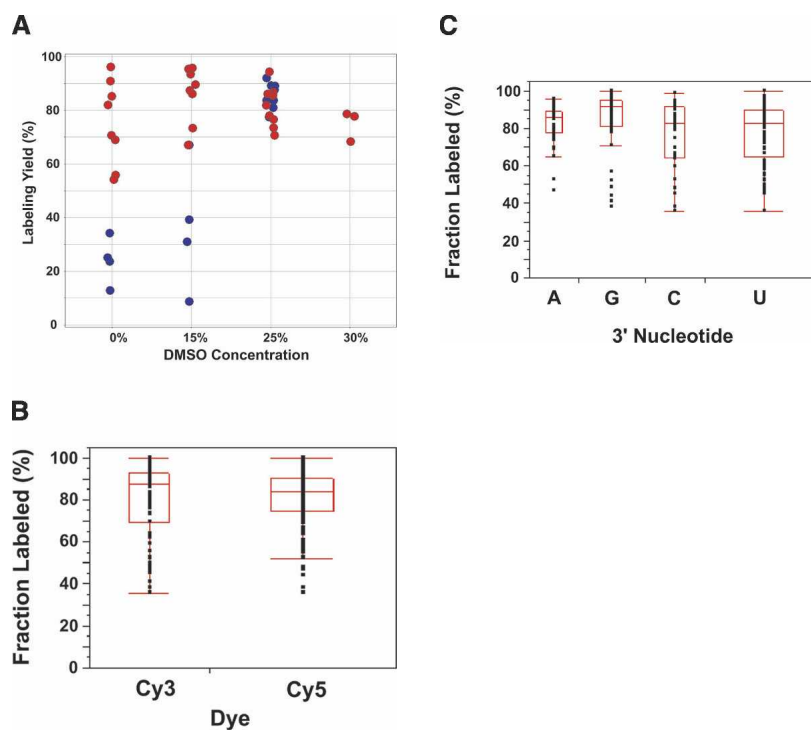 A
Labeling Yield (%)
100
80
60
40
20
0
0% 15% 25% 30%
DMSO Concentration
C
Fraction Labeled (%)
100
80
60
40
20
0
A G C U
3' Nucleotide
B
Fraction Labeled (%)
100
80
60
40
20
0
Cy3 Cy5
Dye